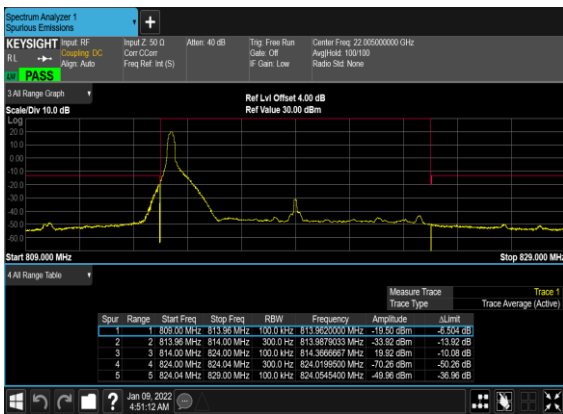 Spectrum Analyzer 1
Spurious Emissions
KEYSIGHT Input: RF Input Z: 50 Ω Atten: 40 dB Trig: Free Run Center Freq: 22.005000000 GHz
RL Coupling: DC Corr CCorr Gate: Off Avg|Hold: 100/100
Align: Auto Freq Ref: Int (S) IF Gain: Low Radio Std: None
PASS
3 All Range Graph
Ref Lvl Offset 4.00 dB
Scale/Div 10.0 dB Ref Value 30.00 dBm
Log
20.0
10.0
0.00
-10.0
-20.0
-30.0
-40.0
-50.0
-60.0
Start 809.000 MHz Stop 829.000 MHz
4 All Range Table
Measure Trace Trace 1
Trace Type Trace Average (Active)
Spur Range Start Freq Stop Freq RBW Frequency Amplitude ΔLimit
1 1 809.00 MHz 813.96 MHz 100.0 kHz 813.9620000 MHz -19.50 dBm -6.504 dB
2 2 813.96 MHz 814.00 MHz 300.0 Hz 813.9879033 MHz -33.92 dBm -13.92 dB
3 3 814.00 MHz 824.00 MHz 100.0 kHz 814.3666667 MHz 19.92 dBm -10.08 dB
4 4 824.00 MHz 824.04 MHz 300.0 Hz 824.0199500 MHz -70.26 dBm -50.26 dB
5 5 824.04 MHz 829.00 MHz 100.0 kHz 824.0545400 MHz -49.96 dBm -36.96 dB
? Jan 09, 2022
4:51:12 AM